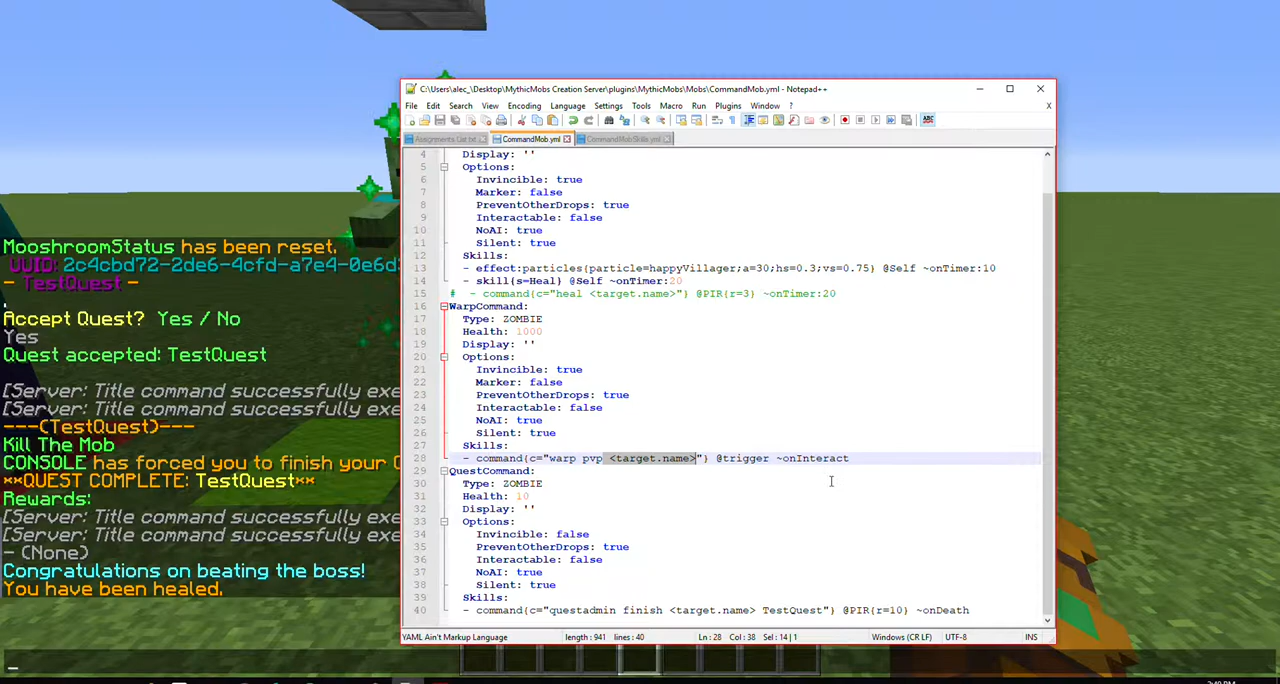 C:\Users\alec_\Desktop\MythicMobs Creation Server\plugins\MythicMobs\Mobs\CommandMob.yml - Notepad++
File Edit Search View Encoding Language Settings Tools Macro Run Plugins Window ?
X
Assignments List.txt CommandMob.yml CommandMobSkills.yml
4 Display: ''
5 Options:
6 Invincible: true
7 Marker: false
8 PreventOtherDrops: true
9 Interactable: false
10 NoAI: true
11 Silent: true
12 Skills:
13 - effect:particles{particle=happyVillager;a=30;hs=0.3;vs=0.75} @Self ~onTimer:10
14 - skill{s=Heal} @Self ~onTimer:20
15 # - command{c="heal <target.name>"} @PIR{r=3} ~onTimer:20
16 WarpCommand:
17 Type: ZOMBIE
18 Health: 1000
19 Display: ''
20 Options:
21 Invincible: true
22 Marker: false
23 PreventOtherDrops: true
24 Interactable: false
25 NoAI: true
26 Silent: true
27 Skills:
28 - command{c="warp pvp <target.name>"} @trigger ~onInteract
29 QuestCommand:
30 Type: ZOMBIE
31 Health: 10
32 Display: ''
33 Options:
34 Invincible: false
35 PreventOtherDrops: true
36 Interactable: false
37 NoAI: true
38 Silent: true
39 Skills:
40 - command{c="questadmin finish <target.name> TestQuest"} @PIR{r=10} ~onDeath
YAML Ain't Markup Language length : 941 lines : 40 Ln : 28 Col : 38 Sel : 14 | 1 Windows (CR LF) UTF-8 INS
MooshroomStatus has been reset.
UUID: 2c4cbd72-2de6-4cfd-a7e4-0e6d
- TestQuest -
.
Accept Quest? Yes / No
Yes
Quest accepted: TestQuest
[Server: Title command successfully exe
[Server: Title command successfully exe
---(TestQuest)---
Kill The Mob
CONSOLE has forced you to finish your
**QUEST COMPLETE: TestQuest**
Rewards:
[Server: Title command successfully exe
[Server: Title command successfully exe
- (None)
Congratulations on beating the boss!
You have been healed.
_